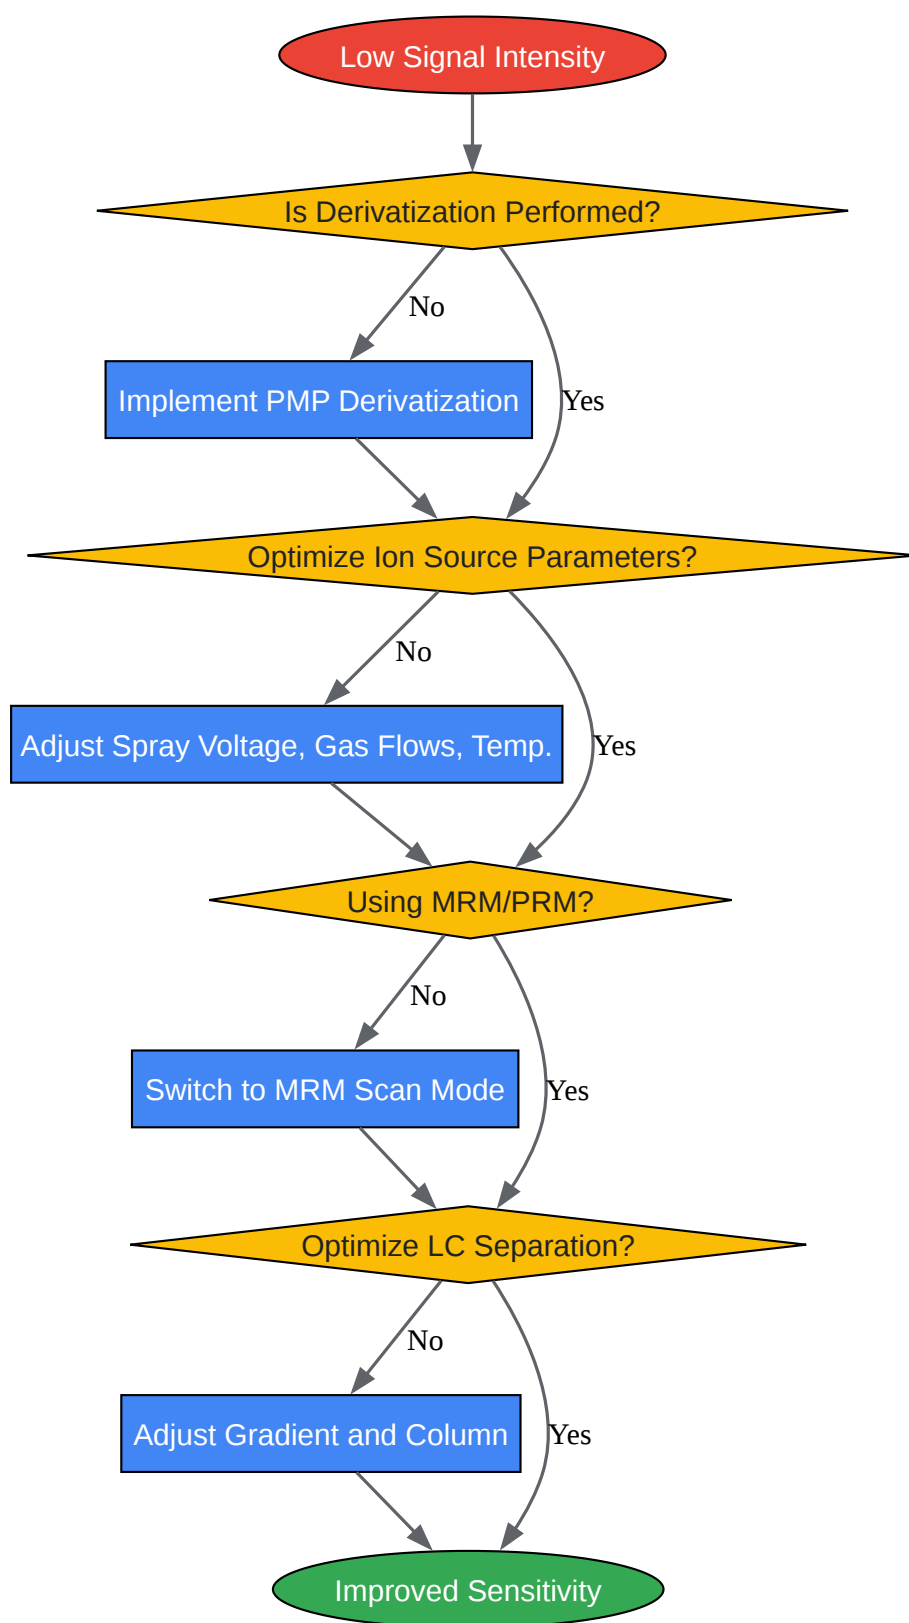 Low Signal Intensity
Is Derivatization Performed?
No
Implement PMP Derivatization
Yes
Optimize Ion Source Parameters?
No
Adjust Spray Voltage, Gas Flows, Temp.
Yes
Using MRM/PRM?
No
Switch to MRM Scan Mode
Yes
Optimize LC Separation?
No
Adjust Gradient and Column
Yes
Improved Sensitivity